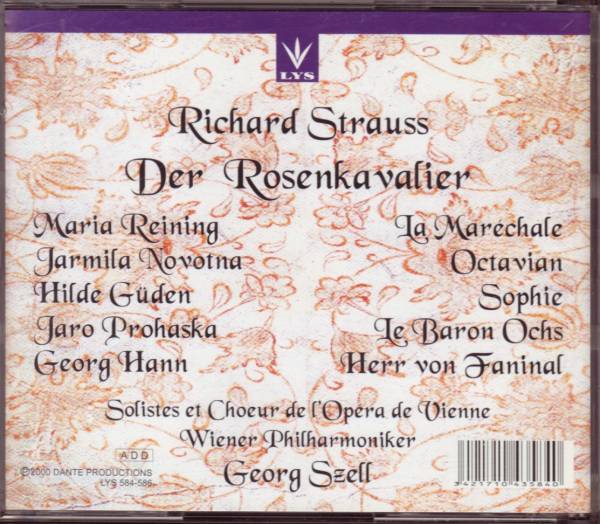 LYS
Richard Strauss
Der Rosenkavalier
Maria Reining La Maréchale
Jarmila Novotna Octavian
Hilde Güden Sophie
Jaro Prohaska Le Baron Ochs
Georg Hann Herr von Faninal
Solistes et Choeur de l'Opéra de Vienne
Wiener Philharmoniker
Georg Szell
ADD
©2000 DANTE PRODUCTIONS
LYS 584-586
3421710435840